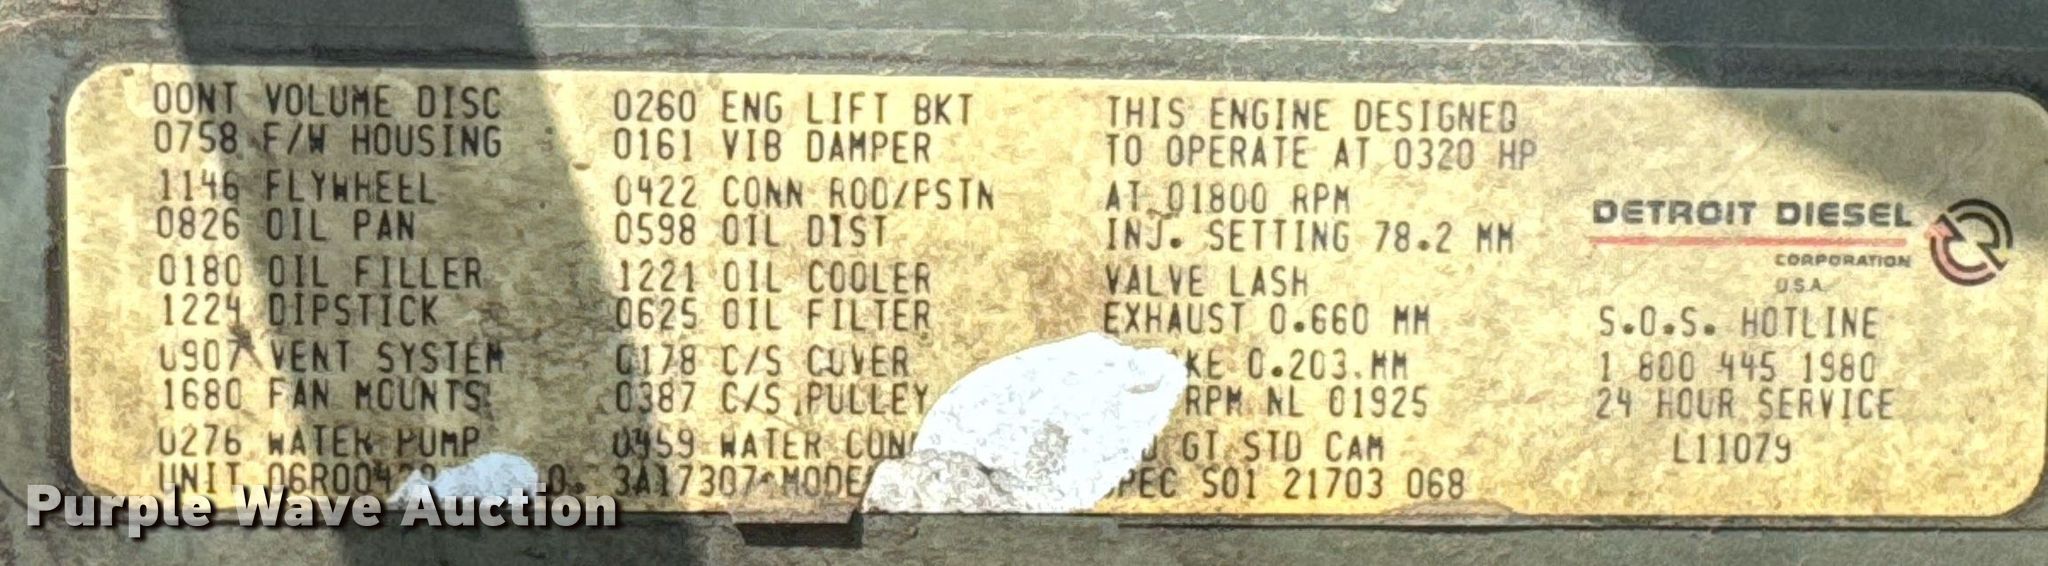 00NT VOLUME DISC
0758 F/W HOUSING
1146 FLYWHEEL
0826 OIL PAN
0180 OIL FILLER
1224 DIPSTICK
0907 VENT SYSTEM
1680 FAN MOUNTS
0276 WATER PUMP
UNIT
0260 ENG LIFT BKT
0161 VIB DAMPER
0422 CONN ROD/PSTN
0598 OIL DIST
1221 OIL COOLER
0625 OIL FILTER
0178 C/S COVER
0387 C/S PULLEY
0459 WATER
3A17307
THIS ENGINE DESIGNED
TO OPERATE AT 0320 HP
AT 01800 RPM
INJ. SETTING 78.2 MM
VALVE LASH
EXHAUST 0.660 MM
0.203 MM
RPM NL 01925
GT STD CAM
SPEC S01 21703 068
DETROIT DIESEL
CORPORATION
U.S.A.
S.O.S. HOTLINE
1 800 445 1980
24 HOUR SERVICE
L11079
Purple Wave Auction